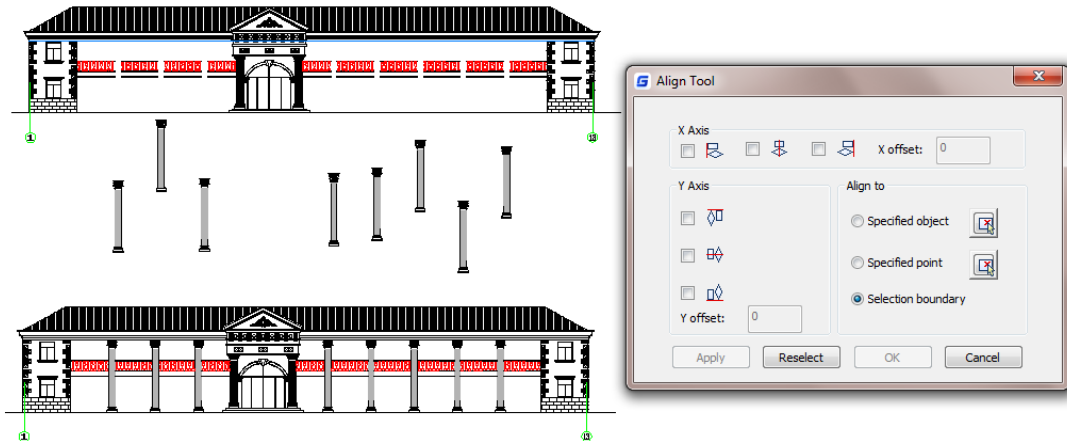 Align Tool
X Axis
X offset: 0
Y Axis
Align to
Specified object
Specified point
Selection boundary
Y offset: 0
Apply Reselect OK Cancel
1 13
1 13